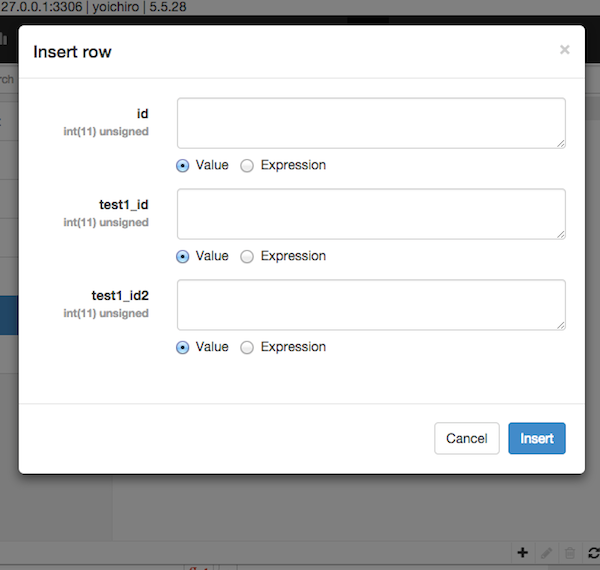 27.0.0.1:3306 | yoichiro | 5.5.28
rch
Insert row
×
id
int(11) unsigned
Value
Expression
test1_id
int(11) unsigned
Value
Expression
test1_id2
int(11) unsigned
Value
Expression
Cancel
Insert